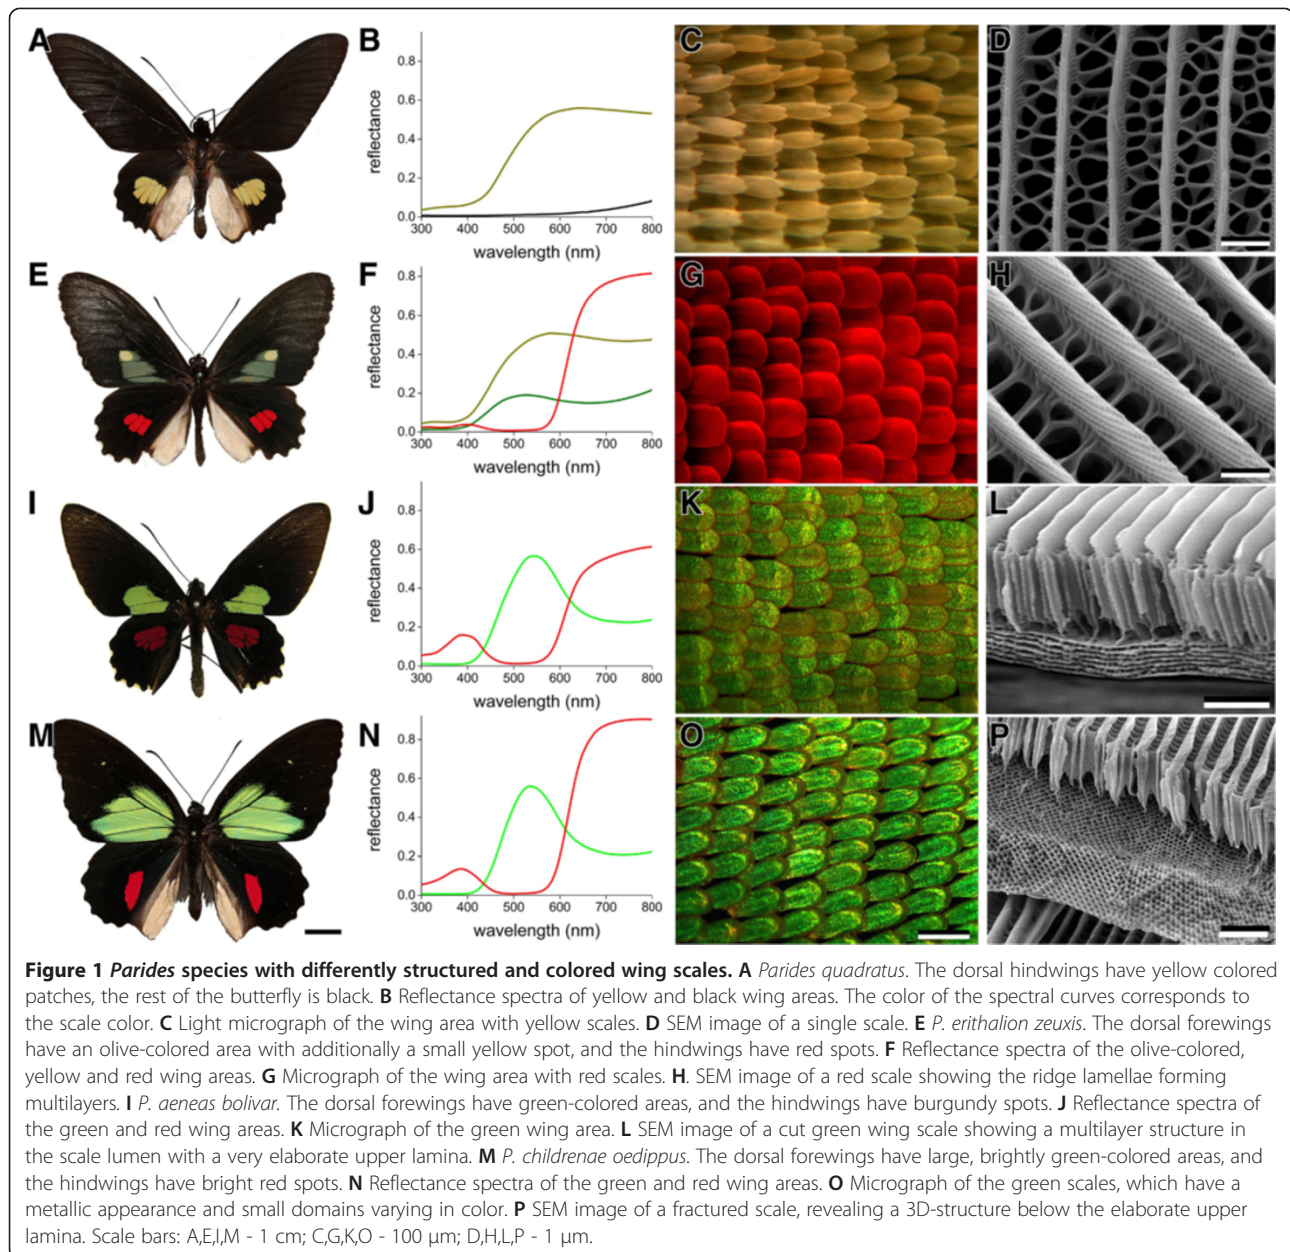 A
B
C
D
0.8
0.6
0.4
0.2
0.0
reflectance
300 400 500 600 700 800
wavelength (nm)
E
F
G
H
0.8
0.6
0.4
0.2
0.0
reflectance
300 400 500 600 700 800
wavelength (nm)
I
J
K
L
0.8
0.6
0.4
0.2
0.0
reflectance
300 400 500 600 700 800
wavelength (nm)
M
N
O
P
0.8
0.6
0.4
0.2
0.0
reflectance
300 400 500 600 700 800
wavelength (nm)
Figure 1 Parides species with differently structured and colored wing scales. A Parides quadratus. The dorsal hindwings have yellow colored
patches, the rest of the butterfly is black. B Reflectance spectra of yellow and black wing areas. The color of the spectral curves corresponds to
the scale color. C Light micrograph of the wing area with yellow scales. D SEM image of a single scale. E P. erithalion zeuxis. The dorsal forewings
have an olive-colored area with additionally a small yellow spot, and the hindwings have red spots. F Reflectance spectra of the olive-colored,
yellow and red wing areas. G Micrograph of the wing area with red scales. H. SEM image of a red scale showing the ridge lamellae forming
multilayers. I P. aeneas bolivar. The dorsal forewings have green-colored areas, and the hindwings have burgundy spots. J Reflectance spectra of
the green and red wing areas. K Micrograph of the green wing area. L SEM image of a cut green wing scale showing a multilayer structure in
the scale lumen with a very elaborate upper lamina. M P. childrenae oedippus. The dorsal forewings have large, brightly green-colored areas, and
the hindwings have bright red spots. N Reflectance spectra of the green and red wing areas. O Micrograph of the green scales, which have a
metallic appearance and small domains varying in color. P SEM image of a fractured scale, revealing a 3D-structure below the elaborate upper
lamina. Scale bars: A,E,I,M - 1 cm; C,G,K,O - 100 μm; D,H,L,P - 1 μm.